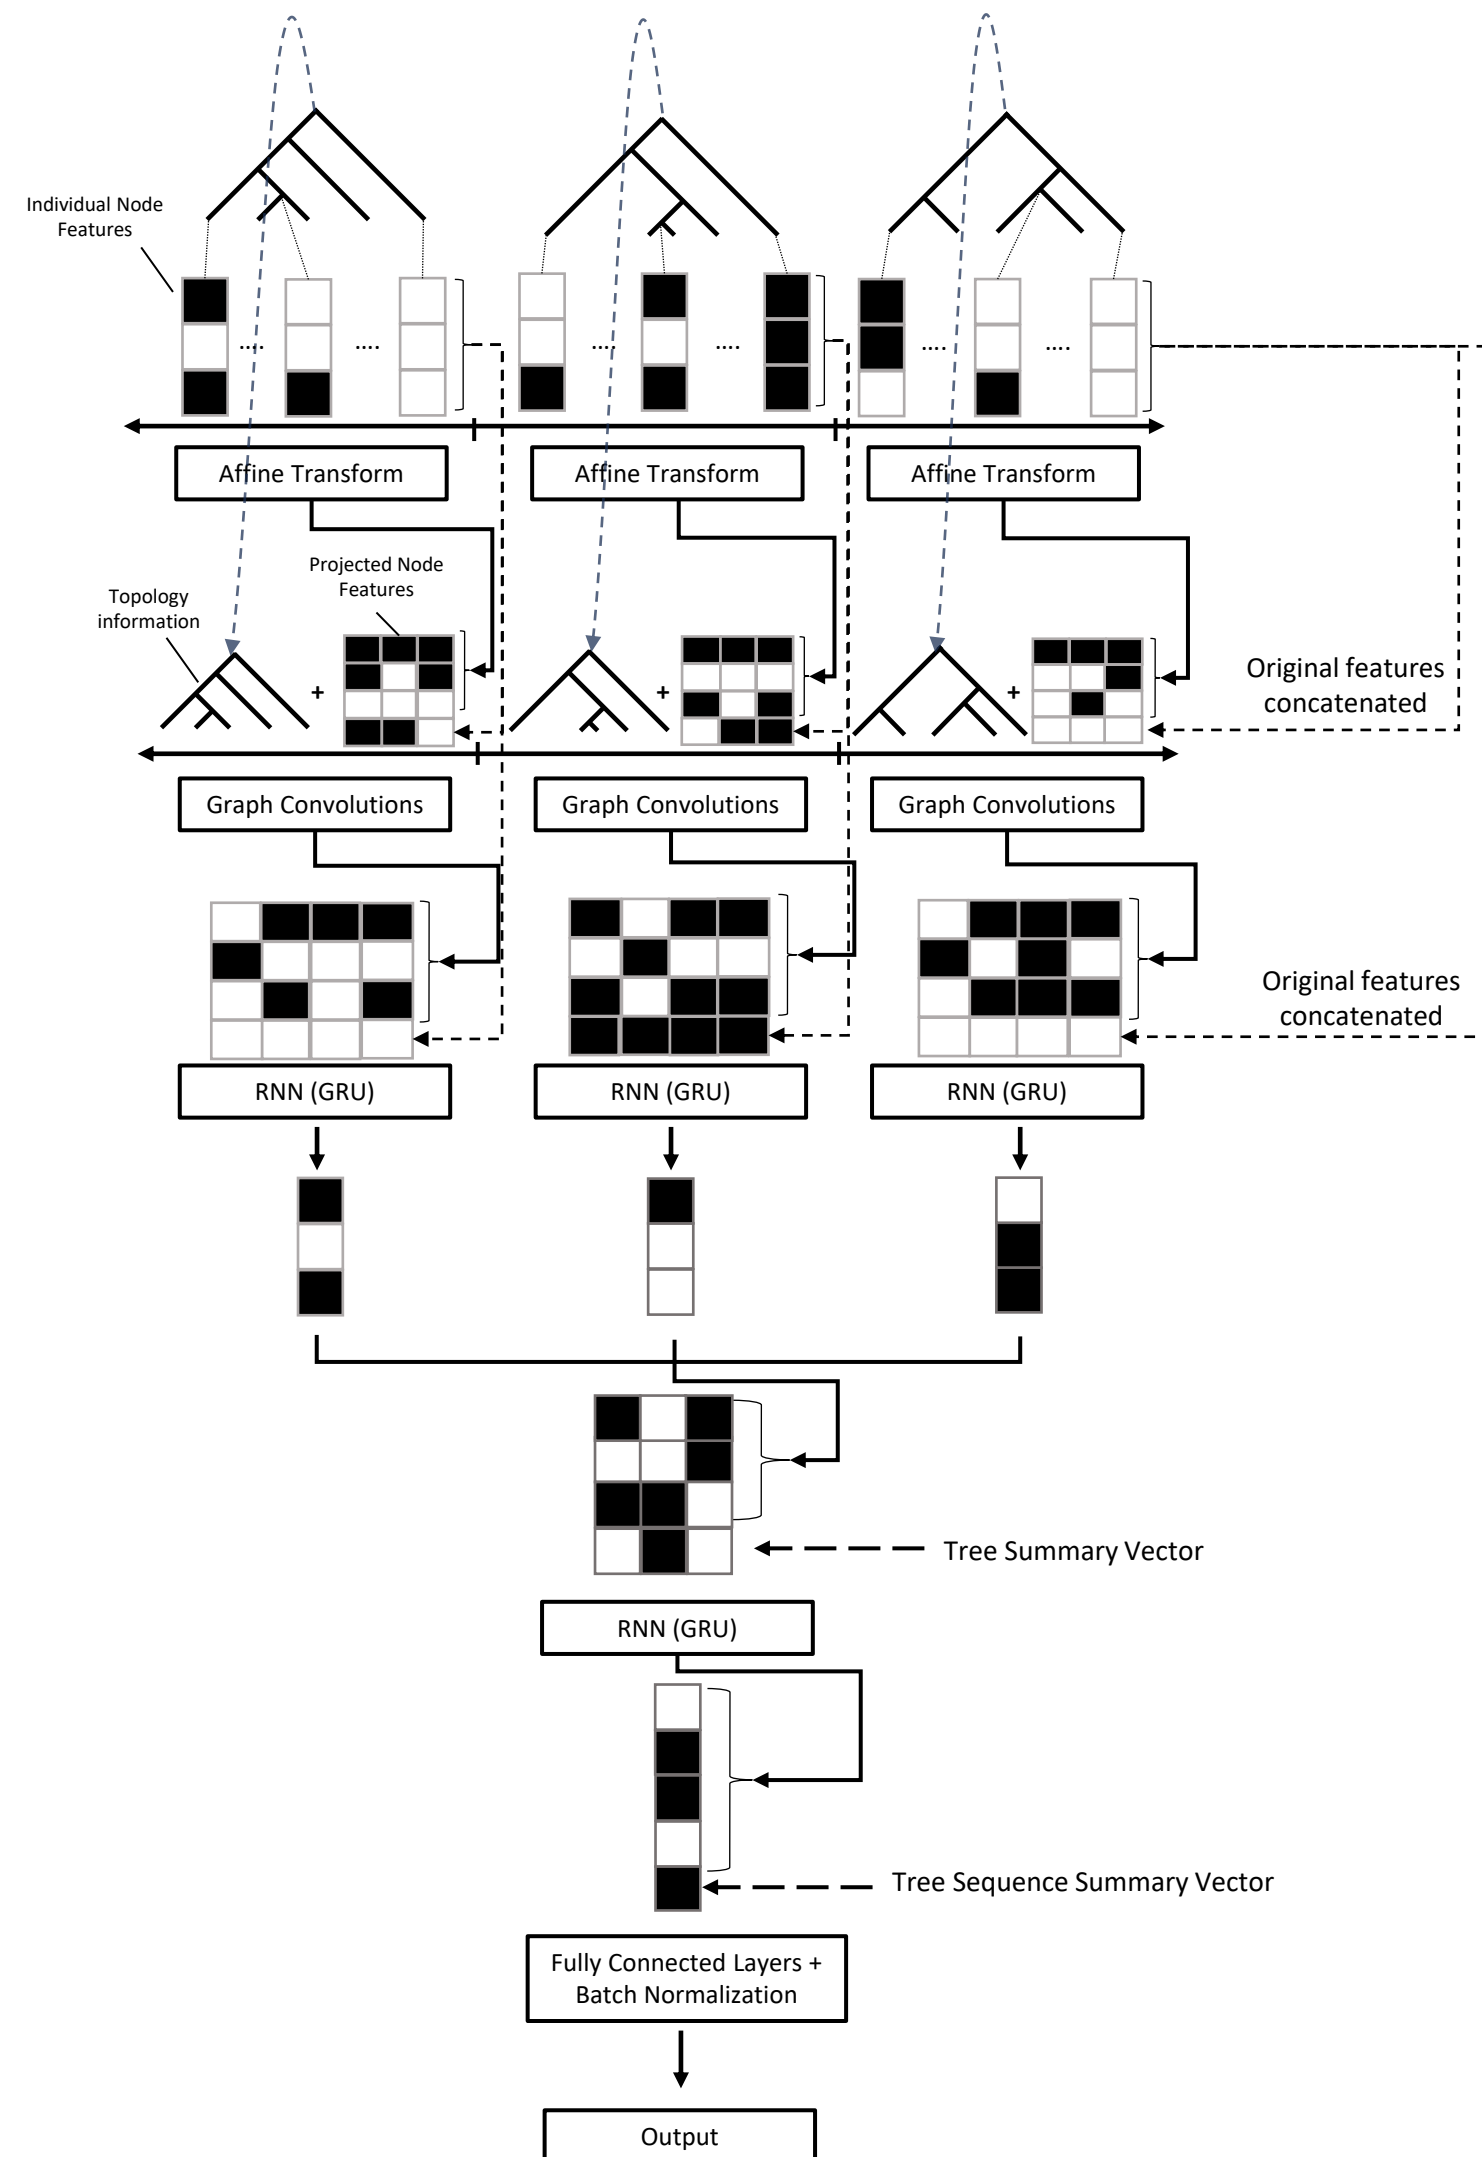 Individual Node
Features
.... .... .... .... .... ....
Affine Transform
Affine Transform
Affine Transform
Projected Node
Features
Topology
information
+
+
+
Original features
concatenated
Graph Convolutions
Graph Convolutions
Graph Convolutions
Original features
concatenated
RNN (GRU)
RNN (GRU)
RNN (GRU)
Tree Summary Vector
RNN (GRU)
Tree Sequence Summary Vector
Fully Connected Layers +
Batch Normalization
Output